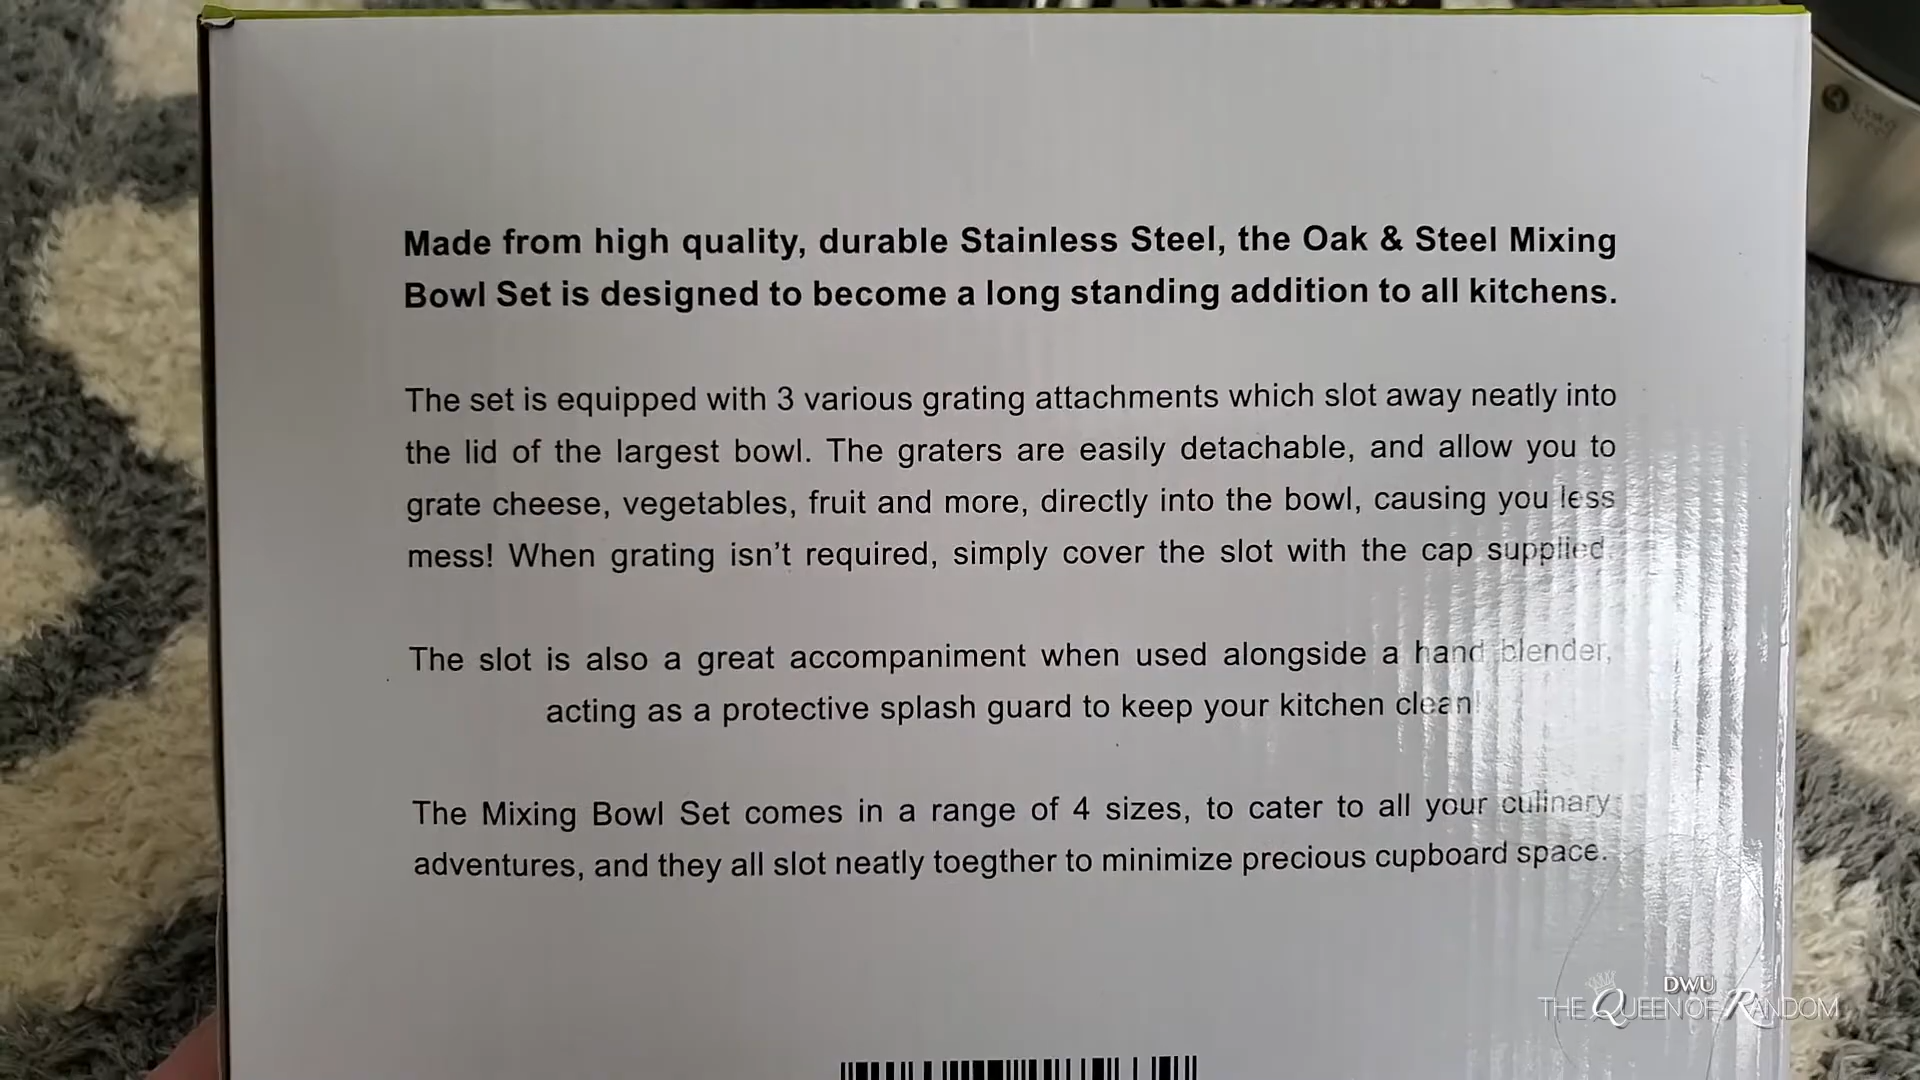 Made from high quality, durable Stainless Steel, the Oak & Steel Mixing
Bowl Set is designed to become a long standing addition to all kitchens.
The set is equipped with 3 various grating attachments which slot away neatly into
the lid of the largest bowl. The graters are easily detachable, and allow you to
grate cheese, vegetables, fruit and more, directly into the bowl, causing you less
mess! When grating isn't required, simply cover the slot with the cap supplied.
The slot is also a great accompaniment when used alongside a hand blender,
acting as a protective splash guard to keep your kitchen clean!
The Mixing Bowl Set comes in a range of 4 sizes, to cater to all your culinary
adventures, and they all slot neatly toegther to minimize precious cupboard space.
DWU
THE QUEEN OF RANDOM